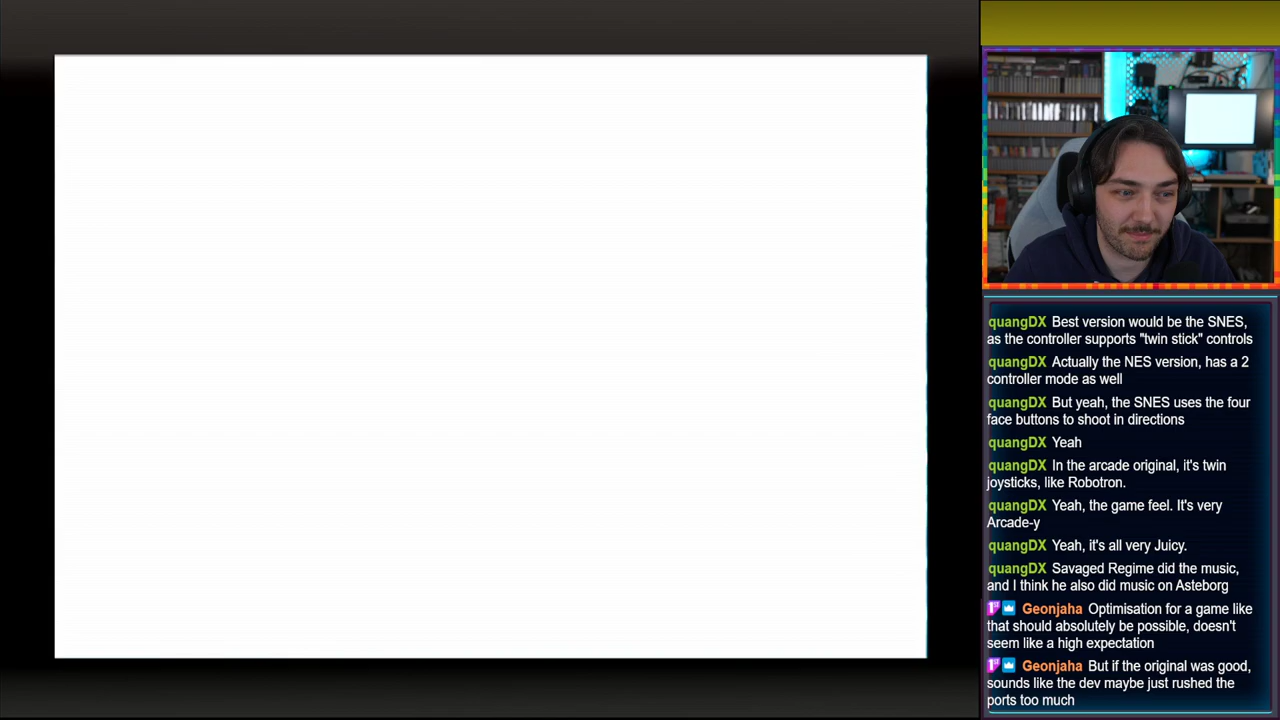 quangDX Best version would be the SNES,
as the controller supports "twin stick" controls
quangDX Actually the NES version, has a 2
controller mode as well
quangDX But yeah, the SNES uses the four
face buttons to shoot in directions
quangDX Yeah
quangDX In the arcade original, it's twin
joysticks, like Robotron.
quangDX Yeah, the game feel. It's very
Arcade-y
quangDX Yeah, it's all very Juicy.
quangDX Savaged Regime did the music,
and I think he also did music on Asteborg
1st Geonjaha Optimisation for a game like
that should absolutely be possible, doesn't
seem like a high expectation
1st Geonjaha But if the original was good,
sounds like the dev maybe just rushed the
ports too much